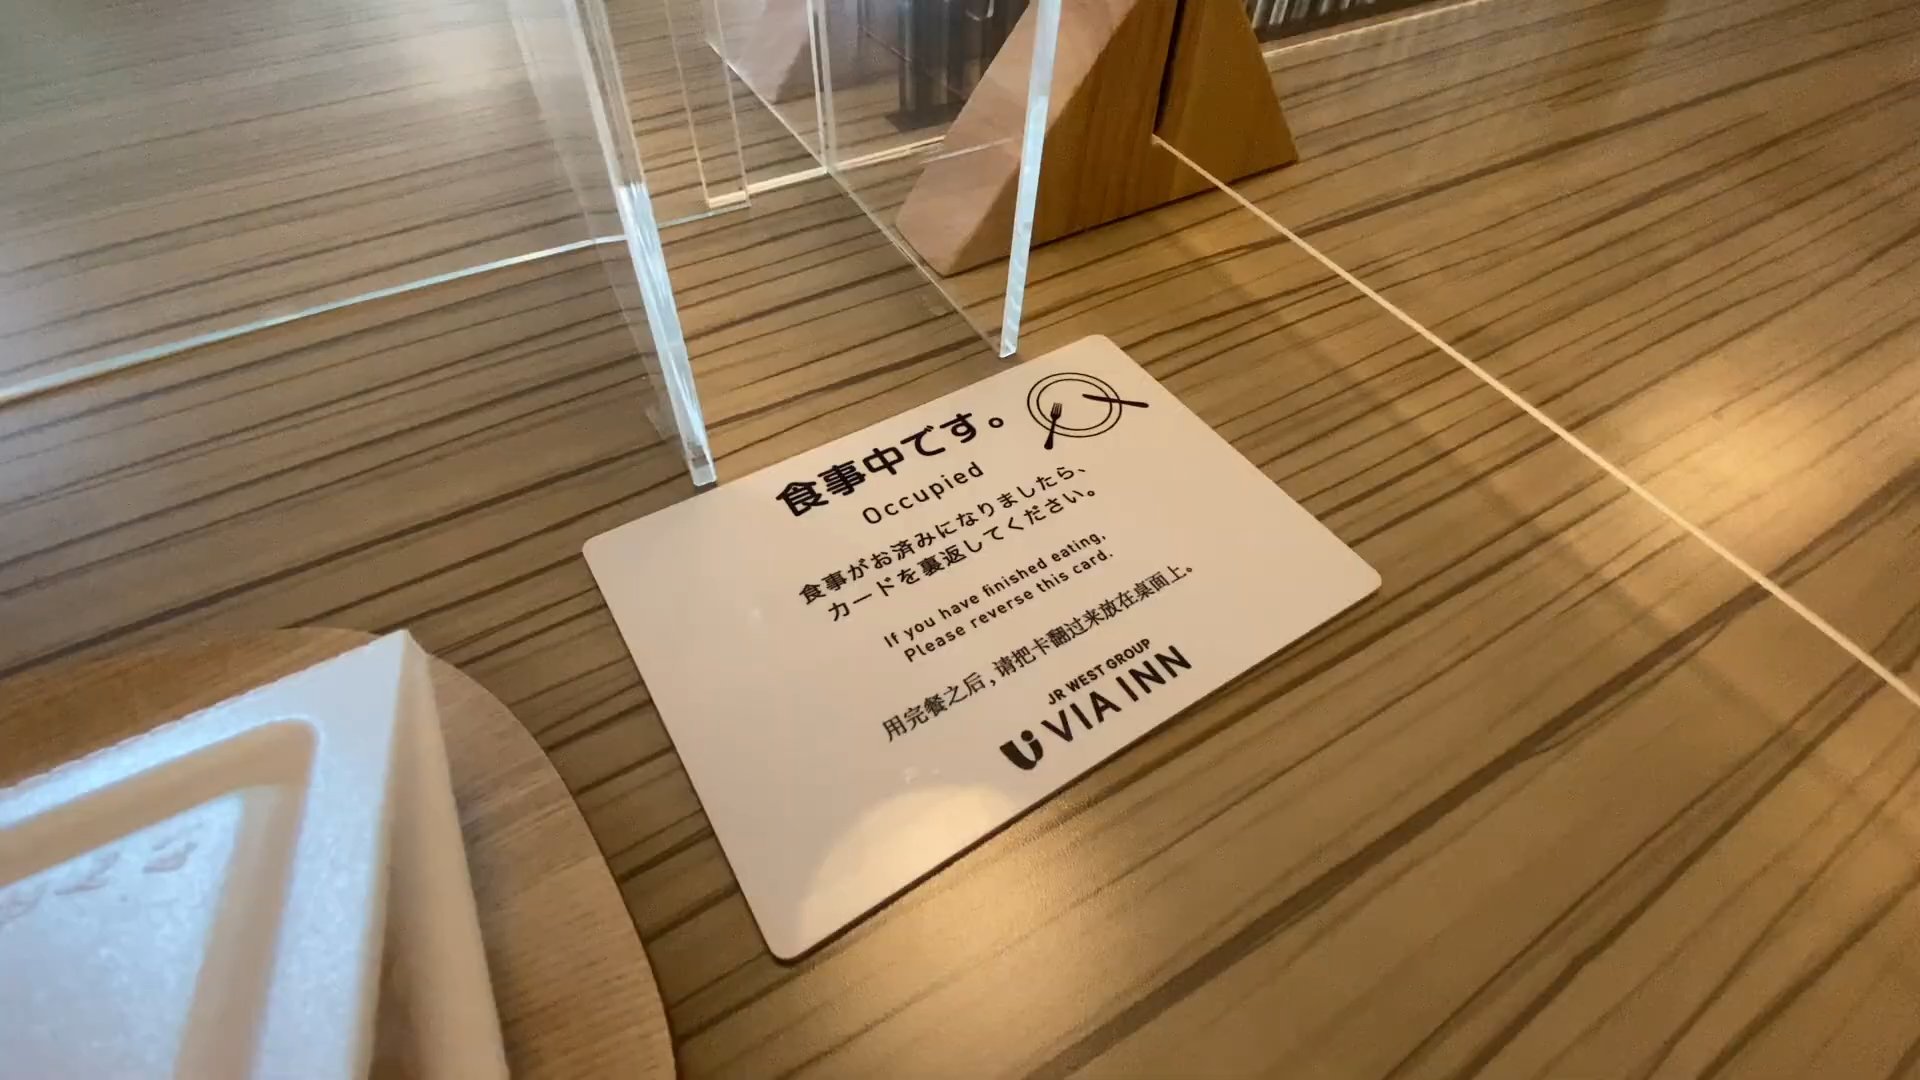 食事中です。
Occupied
食事がお済みになりましたら、
カードを裏返してください。
If you have finished eating,
Please reverse this card.
用完餐之后，请把卡翻过来放在桌面上。
JR WEST GROUP
VIA INN